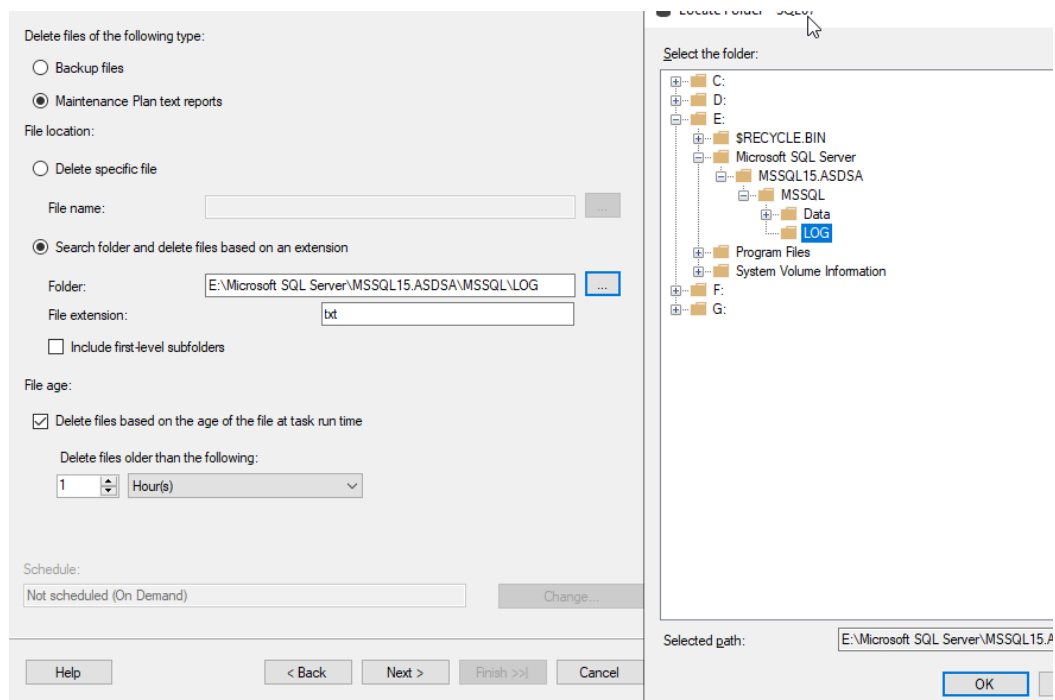 Delete files of the following type:
Backup files
Maintenance Plan text reports
File location:
Delete specific file
File name:
...
Search folder and delete files based on an extension
Folder:
E:\Microsoft SQL Server\MSSQL15.ASDSA\MSSQL\LOG
...
File extension:
txt
Include first-level subfolders
File age:
Delete files based on the age of the file at task run time
Delete files older than the following:
1
Hour(s)
Schedule:
Not scheduled (On Demand)
Change...
Help
< Back
Next >
Finish >>|
Cancel
Locate Folder - SQL07
Select the folder:
C:
D:
E:
$RECYCLE.BIN
Microsoft SQL Server
MSSQL15.ASDSA
MSSQL
Data
LOG
Program Files
System Volume Information
F:
G:
Selected path:
E:\Microsoft SQL Server\MSSQL15.A
OK